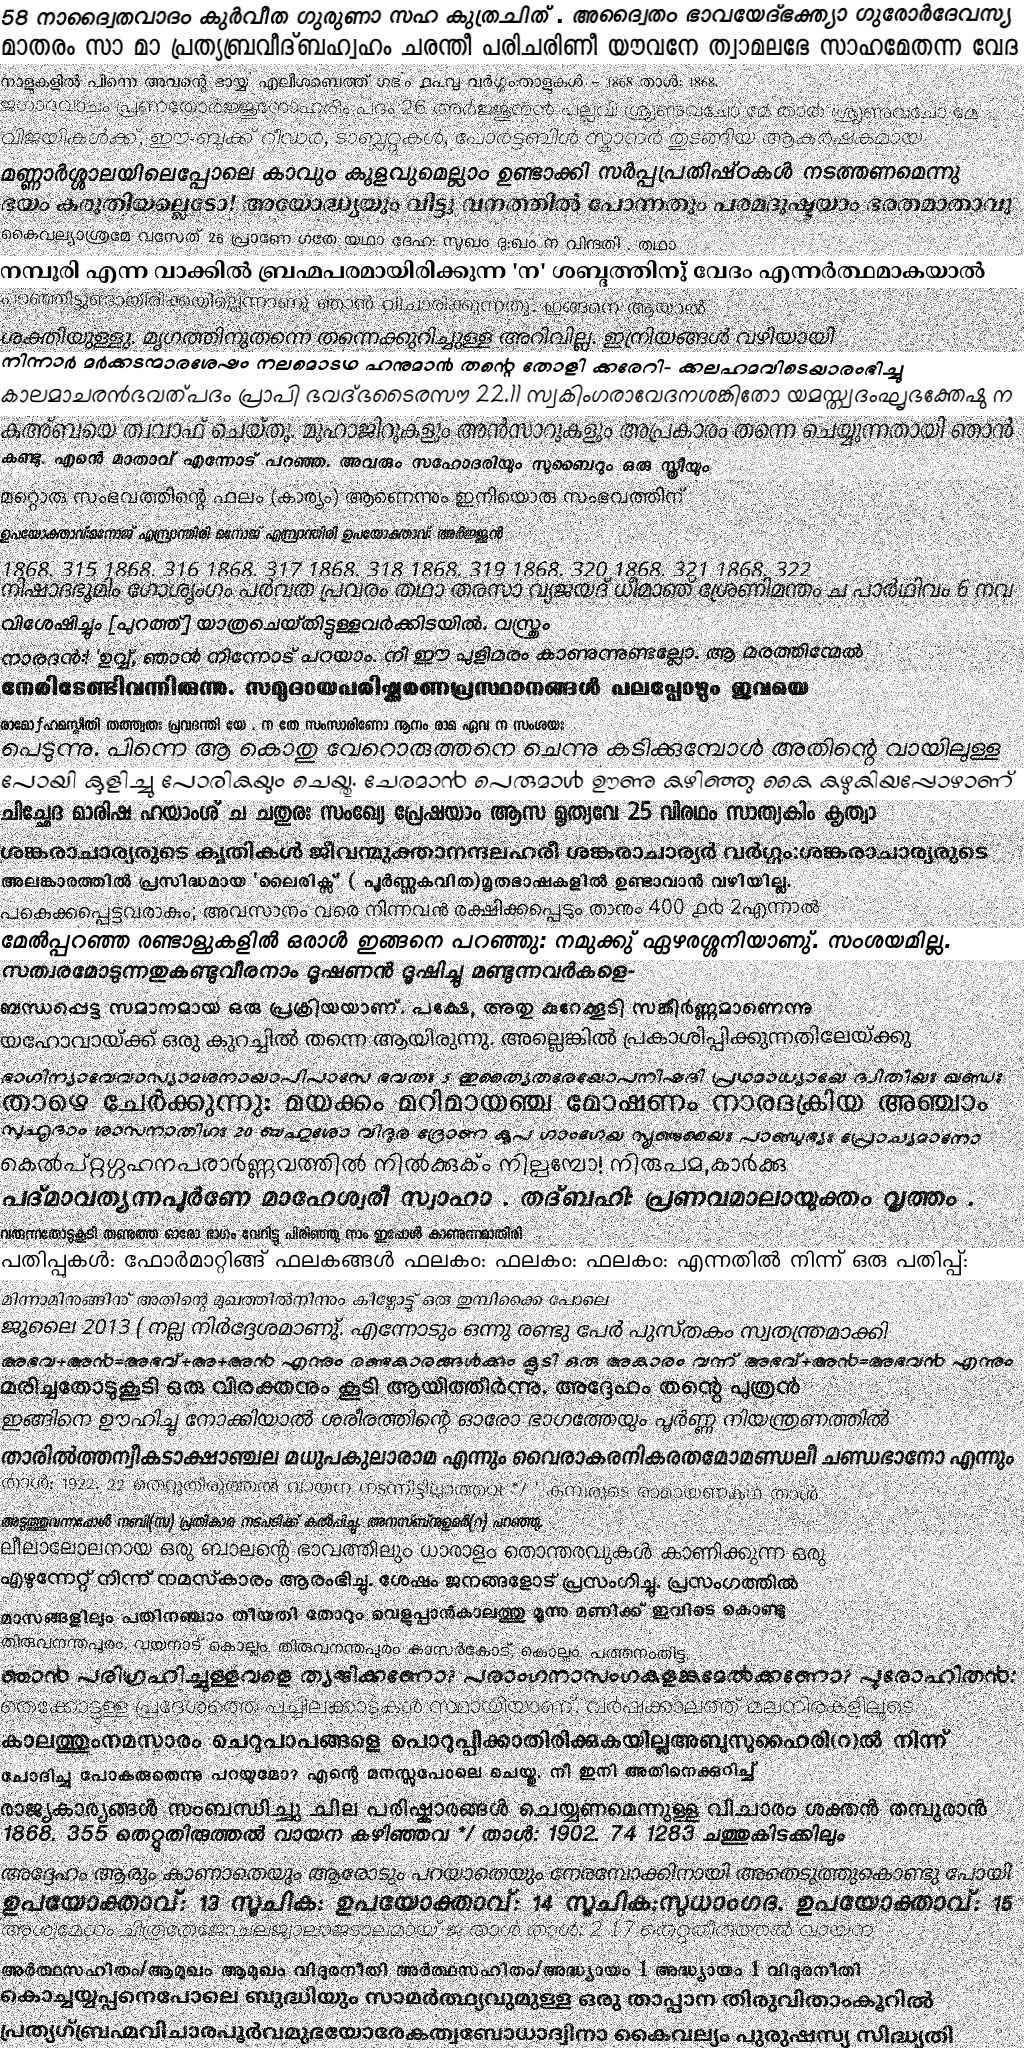 58 നാദ്വൈതവാദം കുർവീത ഗുരുണാ സഹ കുത്രചിത് . അദ്വൈതം ഭാവയേദ്ഭക്ത്യാ ഗുരോർദേവസ്യ
മാതരം സാ മാ പ്രത്യബ്രവീദ്ബഹ്വഹം ചരന്തീ പരിചരിണീ യൗവനേ ത്വാമലഭേ സാഹമേതന്ന വേദ
നാളുകളിൽ പിന്നെ അവന്റെ ഭാര്യ എലീശബെത്ത് ഗർഭം വർഗ്ഗം:താളുകൾ - 1868 താൾ: 1868.
26 അർജ്ജുനൻ പല്ലവി ശ്രൃണുവചോ മേ താത ശ്രൃണുവചോ മേ
വിജയികൾക്ക്, ഈ-ബുക്ക് റീഡർ, ടാബ്ലറ്റുകൾ, പോർട്ടബിൾ സ്കാനർ തുടങ്ങിയ ആകർഷകമായ
മണ്ണാർശ്ശാലയിലെപ്പോലെ കാവും കുളവുമെല്ലാം ഉണ്ടാക്കി സർപ്പപ്രതിഷ്ഠകൾ നടത്തണമെന്നു
ഭയം കരുതിയല്ലെടോ! അയോദ്ധ്യയും വിട്ടു വനത്തിൽ പോന്നതും പരമദുഷ്ടയാം ഭരതമാതാവു
കൈവല്യാശ്രമേ വസേത് 26 പ്രാണേ ഗതേ യഥാ ദേഹഃ സുഖം ദുഃഖം ന വിന്ദതി . തഥാ
നമ്പൂരി എന്ന വാക്കിൽ ബ്രഹ്മപരമായിരിക്കുന്ന 'ന' ശബ്ദത്തിനു് വേദം എന്നർത്ഥമാകയാൽ
പറഞ്ഞിട്ടുണ്ടായിരിക്കയില്ലെന്നാണു ഞാൻ വിചാരിക്കുന്നതു. ഇങ്ങനെ ആയാൽ
ശക്തിയുള്ളു. മൃഗത്തിനുതന്നെ തന്നെക്കുറിച്ചുള്ള അറിവില്ല. ഇന്ദ്രിയങ്ങൾ വഴിയായി
നിന്നാർ മർക്കടന്മാരശേഷം നലമൊടഥ ഹനുമാൻ തന്റെ തോളി ക്കരേറി- ക്കലഹമവിടെയാരംഭിച്ചു
കാലമാചരൻഭവത്പദം പ്രാപി ഭവദ്ഭടൈരസൗ 22.11 സ്വകിംഗരാവേദനശങ്കിതോ യമസ്ത്വദംഘൃഭക്തേഷു ന
കഅ്ബയെ ത്വവാഫ് ചെയ്തു. മുഹാജിറുകളും അൻസാറുകളും അപ്രകാരം തന്നെ ചെയ്യുന്നതായി ഞാൻ
കണ്ടു. എന്റെ മാതാവ് എന്നോട് പറഞ്ഞു. അവരും സഹോദരിയും സുബൈറും ഒരു സ്ത്രീയും
മറ്റൊരു സംഭവത്തിന്റെ ഫലം (കാര്യം) ആണെന്നും ഇനിയൊരു സംഭവത്തിന്
ഉപയോക്താവ്:മനോജ് എമ്പ്രാന്തിരി മനോജ് എമ്പ്രാന്തിരി ഉപയോക്താവ്: അർജ്ജുൻ
1868. 315 1868. 316 1868. 317 1868. 318 1868. 319 1868. 320 1868. 321 1868. 322
നിഷാദഭൂമിം ഗോശൃംഗം പർവത പ്രവരം തഥാ തരസാ വ്യജയദ് ധീമാഞ് ശ്രേണിമന്തം ച പാർഥിവം 6 നവ
വിശേഷിച്ചും [പുറത്ത്] യാത്രചെയ്തിട്ടുള്ളവർക്കിടയിൽ. വസ്ത്രം
നാരദൻ:! 'ഉവ്വ്, ഞാൻ നിന്നോട് പറയാം. നീ ഈ പുളിമരം കാണുന്നുണ്ടല്ലോ. ആ മരത്തിന്മേൽ
നേരിടേണ്ടിവന്നിരുന്നു. സമുദായപരിഷ്കരണപ്രസ്ഥാനങ്ങൾ പലപ്പോഴും ഇവയെ
രാമോഽഹമസ്മീതി തത്ത്വതഃ പ്രവദന്തി യേ . ന തേ സംസാരിണോ നൂനം രാമ ഏവ ന സംശയഃ
പെടുന്നു. പിന്നെ ആ കൊതു വേറൊരുത്തനെ ചെന്നു കടിക്കുമ്പോൾ അതിന്റെ വായിലുള്ള
പോയി കുളിച്ചു പോരികയും ചെയ്തു. ചേരമാൻ പെരുമാൾ ഊണു കഴിഞ്ഞു കൈ കഴുകിയപ്പോഴാണ്
ചിച്ഛേദ മാരിഷ ഹയാംശ് ച ചതുരഃ സംഖ്യേ പ്രേഷയാം ആസ മൃത്യവേ 25 വിരഥം സാത്യകിം കൃത്വാ
ശങ്കരാചാര്യരുടെ കൃതികൾ ജീവന്മുക്താനന്ദലഹരീ ശങ്കരാചാര്യർ വർഗ്ഗം:ശങ്കരാചാര്യരുടെ
അലങ്കാരത്തിൽ പ്രസിദ്ധമായ 'ലൈരിക്സ്' ( പൂർണ്ണകവിത)മൃതഭാഷകളിൽ ഉണ്ടാവാൻ വഴിയില്ല.
പകെക്കപ്പെട്ടവരാകും; അവസാനം വരെ നിന്നവൻ രക്ഷിക്കപ്പെടും താനും 400 ൧൪ 2എന്നാൽ
മേൽപ്പറഞ്ഞ രണ്ടാളുകളിൽ ഒരാൾ ഇങ്ങനെ പറഞ്ഞു: നമുക്കു് ഏഴരശ്ശനിയാണു്. സംശയമില്ല.
സത്വരമോടുന്നതുകണ്ടുവീരനാം ദൂഷണൻ ദൂഷിച്ചു മണ്ടുന്നവർകളെ-
ബന്ധപ്പെട്ട സമാനമായ ഒരു പ്രക്രിയയാണ്. പക്ഷേ, അതു കുറേക്കൂടി സങ്കീർണ്ണമാണെന്നു
യഹോവായ്ക്ക് ഒരു കുറച്ചിൽ തന്നെ ആയിരുന്നു. അല്ലെങ്കിൽ പ്രകാശിപ്പിക്കുന്നതിലേയ്ക്കു
ഭാഗിന്യാവേവാസ്യാമശനായാപിപാസേ ഭവതഃ 5 ഇത്യൈതരേയോപനിഷദി പ്രഥമാധ്യായേ ദ്വിതീയഃ ഖണ്ഡഃ
താഴെ ചേർക്കുന്നു: മയക്കം മറിമായഞ്ച മോഷണം നാരദക്രിയ അഞ്ചാം
സുഹൃദാം ശാസനാതിഗഃ 20 ബഹുശോ വിദുര ദ്രോണ കൃപ ഗാംഗേയ സൃഞ്ജയൈഃ പാണ്ഡുഭ്യഃ പ്രോച്യമാനോ
കെൽപ്റ്റഗ്ഗഹനപരാർണ്ണവത്തിൽ നിൽക്കുക്ം നില്പമ്പോ! നിരുപമ,കാർക്കു
പദ്മാവത്യന്നപൂർണേ മാഹേശ്വരീ സ്വാഹാ . തദ്ബഹിഃ പ്രണവമാലായുക്തം വൃത്തം .
വരുന്നതോടുകൂടി തണുത്ത ഓരോ ഭാഗം വേറിട്ടു പിരിഞ്ഞു നാം ഇപ്പോൾ കാണുന്നമാതിരി
പതിപ്പുകൾ: ഫോർമാറ്റിങ്ങ് ഫലകങ്ങൾ ഫലകം: ഫലകം: ഫലകം: എന്നതിൽ നിന്ന് ഒരു പതിപ്പ്:
മിന്നാമിനുങ്ങിനു് അതിന്റെ മുഖത്തിൽനിന്നും കീഴ്പോട്ട് ഒരു തുമ്പിക്കൈ പോലെ
ജൂലൈ 2013 ( നല്ല നിർദ്ദേശമാണു്. എന്നോടും ഒന്നു രണ്ടു പേർ പുസ്തകം സ്വതന്ത്രമാക്കി
അഭവ+അൻ=അഭവ്+അ+അൻ എന്നും രണ്ടകാരങ്ങൾക്കും കൂടി ഒരു അകാരം വന്ന് അഭവ്+അൻ=അഭവൻ എന്നും
മരിച്ചതോടുകൂടി ഒരു വിരക്തനും കൂടി ആയിത്തീർന്നു. അദ്ദേഹം തന്റെ പുത്രൻ
ഇങ്ങിനെ ഊഹിച്ചു നോക്കിയാൽ ശരീരത്തിന്റെ ഓരോ ഭാഗത്തേയും പൂർണ്ണ നിയന്ത്രണത്തിൽ
താരിൽത്തന്വീകടാക്ഷാഞ്ചല മധുപകുലാരാമ എന്നും വൈരാകരനികരതമോമണ്ഡലീ ചണ്ഡഭാനോ എന്നും
താൾ: 1922. 22 തെറ്റുതിരുത്തൽ വായന നടന്നിട്ടില്ലാത്തവ */ ' കമ്പരുടെ രാമായണകഥ താൾ
അടുത്തുവന്നപ്പോൾ നബി(സ) പ്രതികാര നടപടിക്ക് കൽപിച്ചു. അനസ്ബ്നുഉമർ(റ) പറഞ്ഞു.
ലീലാലോലനായ ഒരു ബാലന്റെ ഭാവത്തിലും ധാരാളം തൊന്തരവുകൾ കാണിക്കുന്ന ഒരു
എഴുന്നേറ്റ് നിന്ന് നമസ്കാരം ആരംഭിച്ചു. ശേഷം ജനങ്ങളോട് പ്രസംഗിച്ചു. പ്രസംഗത്തിൽ
മാസങ്ങളിലും പതിനഞ്ചാം തീയതി തോറും വെളുപ്പാൻകാലത്തു മൂന്നു മണിക്ക് ഇവിടെ കൊണ്ടു
തിരുവനന്തപുരം, വയനാട് കൊല്ലം, തിരുവനന്തപുരം കാസർകോട്, കൊല്ലം, പത്തനംതിട്ട,
ഞാൻ പരിഗ്രഹിച്ചുള്ളവളെ ത്യജിക്കണോ? പരാംഗനാസംഗകളങ്കമേൽക്കണോ? പുരോഹിതൻ:
തെക്കോട്ടുള്ള പ്രദേശത്തെ പച്ചിലക്കാടുകൾ സ്ഥായിയാണ്. വർഷക്കാലത്ത് മലനിരകളിലൂടെ
കാലത്തുംനമസാരം ചെറുപാപങ്ങളെ പൊറുപ്പിക്കാതിരിക്കുകയില്ലഅബൂസുഹൈരി(റ)ൽ നിന്ന്
ചോദിച്ചു പോകരുതെന്നു പറയുമോ? എന്റെ മനസ്സുപോലെ ചെയ്തു. നീ ഇനി അതിനെക്കുറിച്ച്
രാജ്യകാര്യങ്ങൾ സംബന്ധിച്ചു ചില പരിഷ്കാരങ്ങൾ ചെയ്യണമെന്നുള്ള വിചാരം ശക്തൻ തമ്പുരാൻ
1868. 355 തെറ്റുതിരുത്തൽ വായന കഴിഞ്ഞവ */ താൾ: 1902. 74 1283 ചത്തുകിടക്കിലും
അദ്ദേഹം ആരും കാണാതെയും ആരോടും പറയാതെയും നേരമ്പോക്കിനായി അതെടുത്തുകൊണ്ടു പോയി
ഉപയോക്താവ്: 13 സൂചിക: ഉപയോക്താവ്: 14 സൂചിക:സുധാംഗദ. ഉപയോക്താവ്: 15
താൾ താൾ: 2 17 തെറ്റുതിരുത്തൽ വായന
അർത്ഥസഹിതം/ആമുഖം ആമുഖം വിദുരനീതി അർത്ഥസഹിതം/അദ്ധ്യായം 1 അദ്ധ്യായം 1 വിദുരനീതി
കൊച്ചയ്യപ്പനെപോലെ ബുദ്ധിയും സാമർത്ഥ്യവുമുള്ള ഒരു താപ്പാന തിരുവിതാംകൂറിൽ
പ്രത്യഗ്ബ്രഹ്മവിചാരപൂർവമുഭയോരേകത്വബോധാദ്വിനാ കൈവല്യം പുരുഷസ്യ സിദ്ധ്യതി